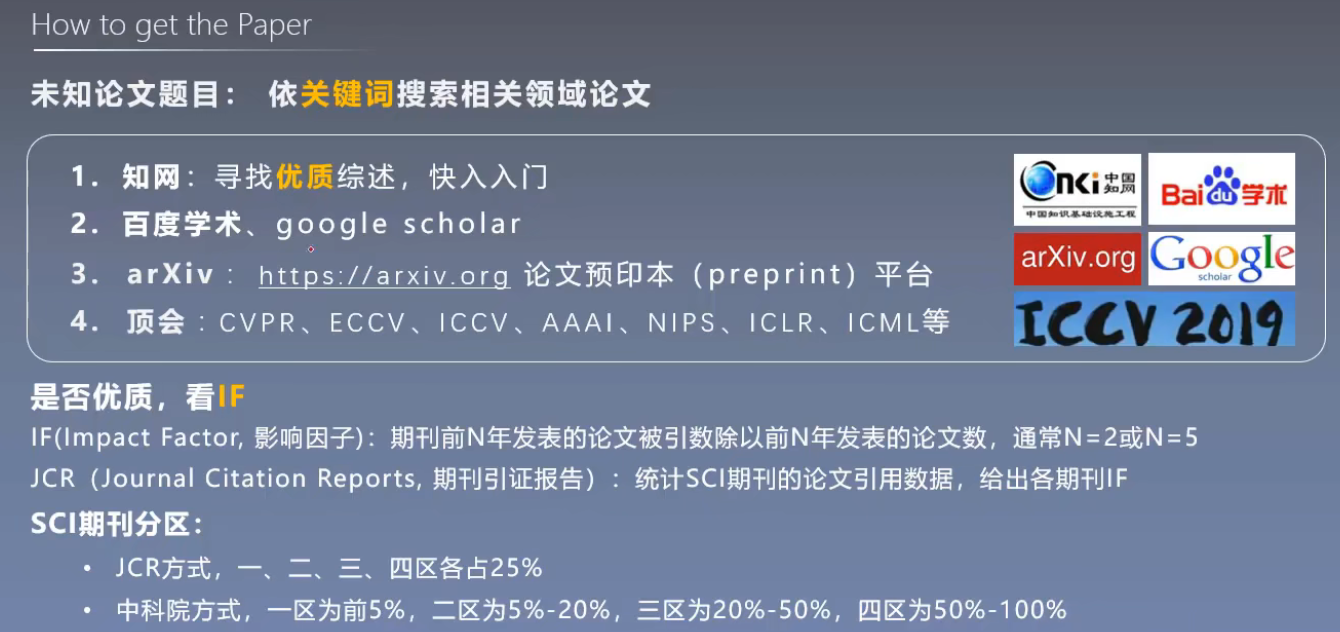 How to get the Paper
未知论文题目： 依关键词搜索相关领域论文
1. 知网：寻找优质综述，快入入门
2. 百度学术、google scholar
3. arXiv：https://arxiv.org 论文预印本（preprint）平台
4. 顶会：CVPR、ECCV、ICCV、AAAI、NIPS、ICLR、ICML等
cnki 中国知网
中国知识基础设施工程
Baidu学术
arXiv.org
Google
scholar
ICCV 2019
是否优质，看IF
IF(Impact Factor, 影响因子)：期刊前N年发表的论文被引数除以前N年发表的论文数，通常N=2或N=5
JCR（Journal Citation Reports, 期刊引证报告）：统计SCI期刊的论文引用数据，给出各期刊IF
SCI期刊分区：
• JCR方式，一、二、三、四区各占25%
• 中科院方式，一区为前5%，二区为5%-20%，三区为20%-50%，四区为50%-100%